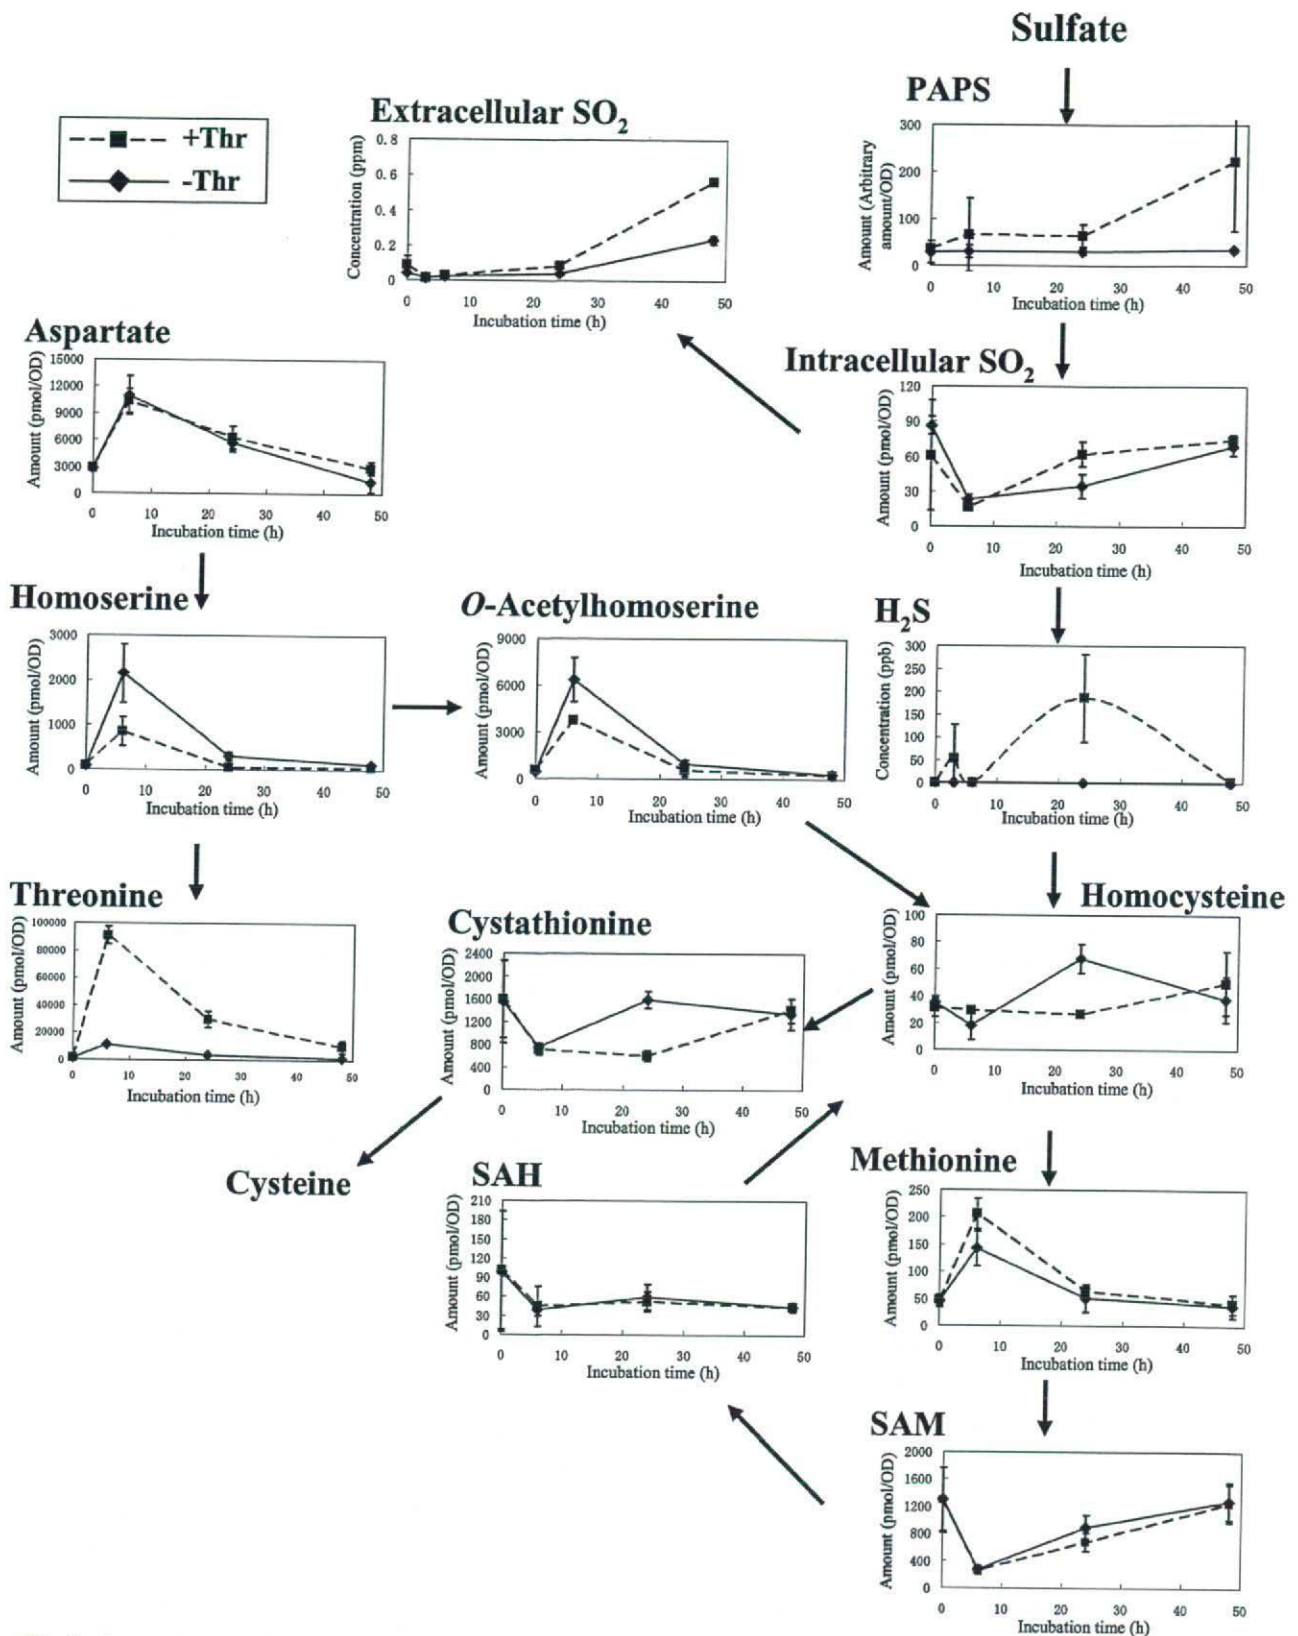 Sulfate
PAPS
Amount (Arbitrary
amount/OD)
300
200
100
0
0 10 20 30 40 50
Incubation time (h)
Extracellular SO2
Concentration (ppm)
0.8
0.6
0.4
0.2
0
0 10 20 30 40 50
Incubation time (h)
+Thr
-Thr
Aspartate
Amount (pmol/OD)
15000
12000
9000
6000
3000
0
0 10 20 30 40 50
Incubation time (h)
Intracellular SO2
Amount (pmol/OD)
120
90
60
30
0
0 10 20 30 40 50
Incubation time (h)
Homoserine
Amount (pmol/OD)
3000
2000
1000
0
0 10 20 30 40 50
Incubation time (h)
O-Acetylhomoserine
Amount (pmol/OD)
9000
6000
3000
0
0 10 20 30 40 50
Incubation time (h)
H2S
Concentration (ppb)
300
250
200
150
100
50
0
0 10 20 30 40 50
Incubation time (h)
Threonine
Amount (pmol/OD)
100000
80000
60000
40000
20000
0
0 10 20 30 40 50
Incubation time (h)
Cystathionine
Amount (pmol/OD)
2400
2000
1600
1200
800
400
0
0 10 20 30 40 50
Incubation time (h)
Homocysteine
Amount (pmol/OD)
100
80
60
40
20
0
0 10 20 30 40 50
Incubation time (h)
Cysteine
SAH
Amount (pmol/OD)
210
180
150
120
90
60
30
0
0 10 20 30 40 50
Incubation time (h)
Methionine
Amount (pmol/OD)
250
200
150
100
50
0
0 10 20 30 40 50
Incubation time (h)
SAM
Amount (pmol/OD)
2000
1600
1200
800
400
0
0 10 20 30 40 50
Incubation time (h)